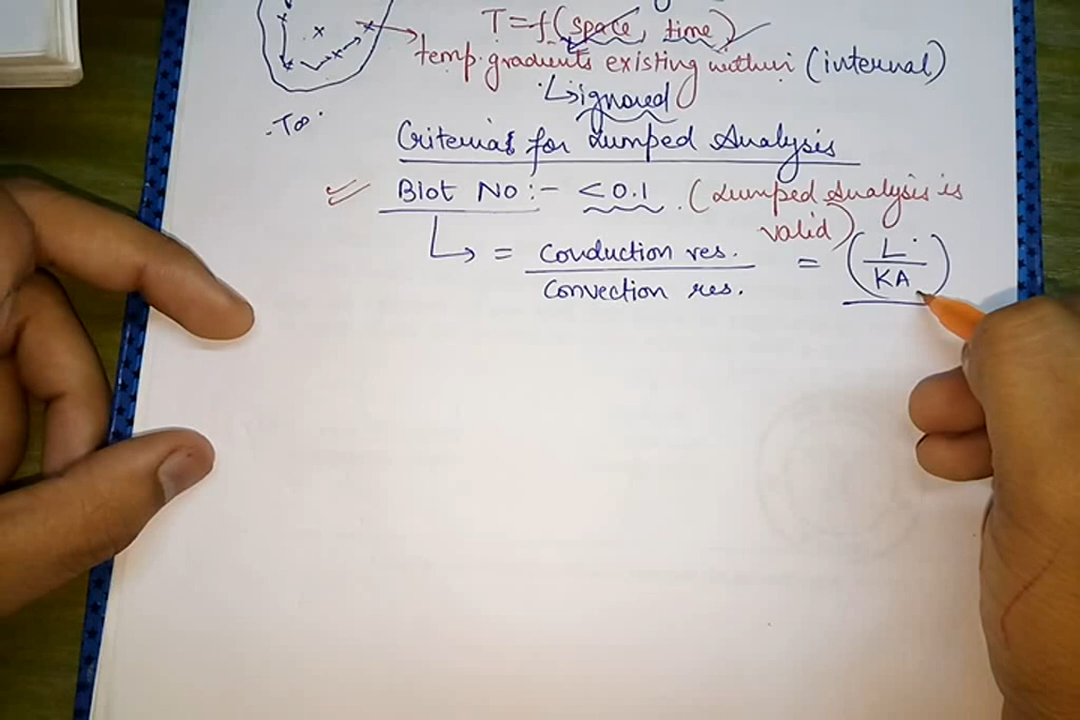 T=f(space, time)
temp. gradients existing within (internal)
↳ignored
-T∞
Criterias for Lumped Analysis
Biot No:- <0.1. (Lumped Analysis is
valid)
↳ = Conduction res. / Convection res. = (L / KA)